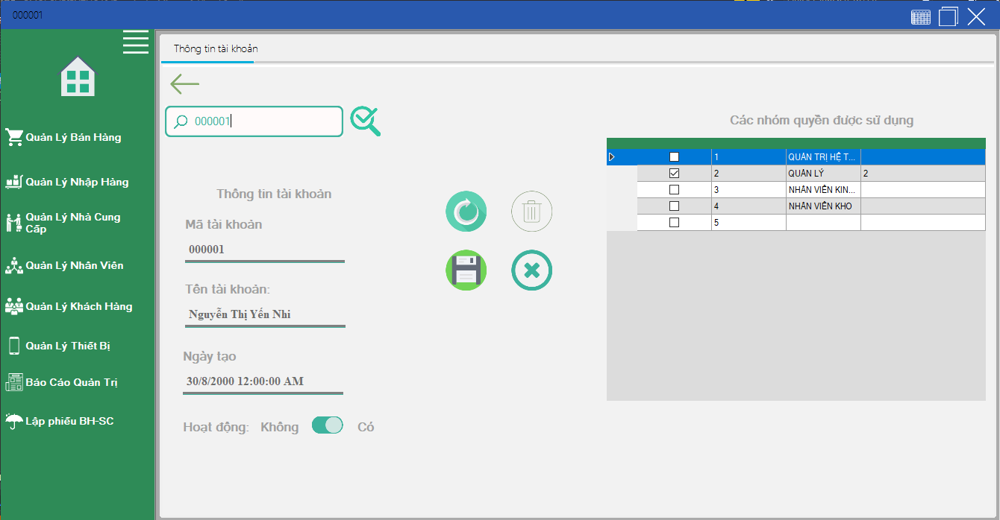 000001
Thông tin tài khoản
000001
Quản Lý Bán Hàng
Quản Lý Nhập Hàng
Quản Lý Nhà Cung
Cấp
Quản Lý Nhân Viên
Quản Lý Khách Hàng
Quản Lý Thiết Bị
Báo Cáo Quản Trị
Lập phiếu BH-SC
Thông tin tài khoản
Mã tài khoản
000001
Tên tài khoản:
Nguyễn Thị Yến Nhi
Ngày tạo
30/8/2000 12:00:00 AM
Hoạt động: Không Có
Các nhóm quyền được sử dụng
1 QUẢN TRỊ HỆ T...
2 QUẢN LÝ 2
3 NHÂN VIÊN KIN...
4 NHÂN VIÊN KHO
5